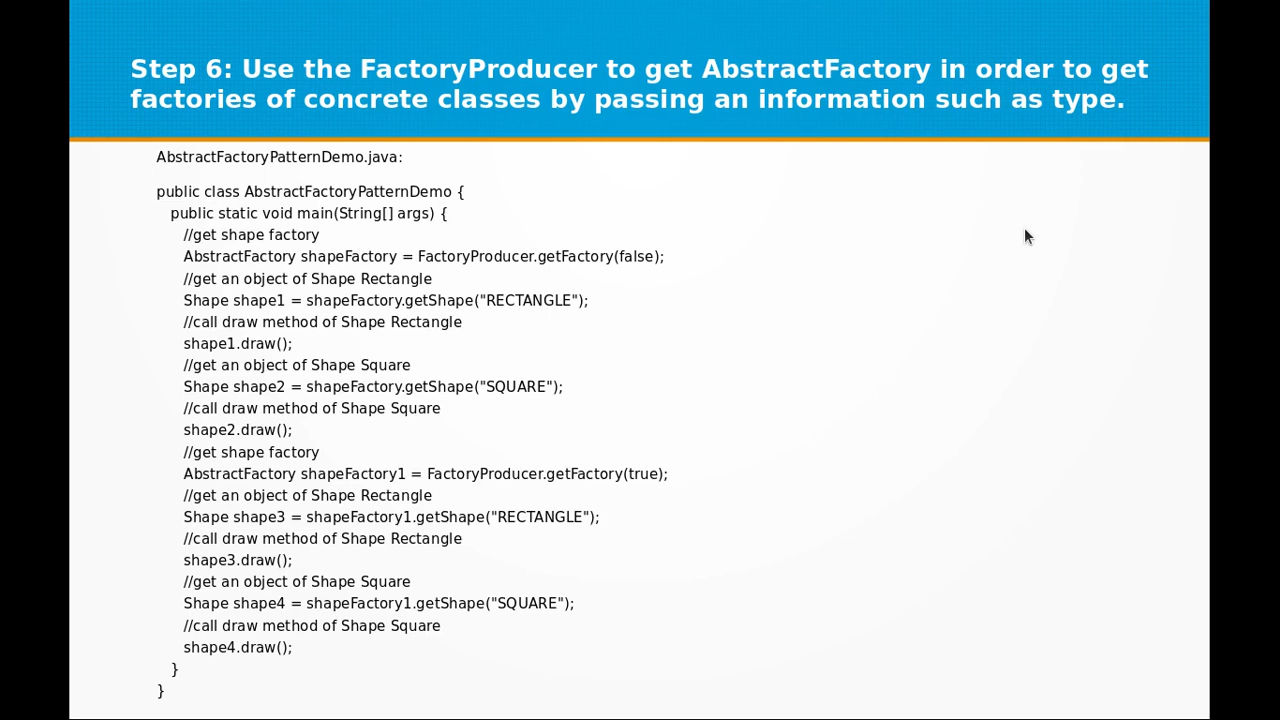 Step 6: Use the FactoryProducer to get AbstractFactory in order to get
factories of concrete classes by passing an information such as type.
AbstractFactoryPatternDemo.java:
public class AbstractFactoryPatternDemo {
public static void main(String[] args) {
//get shape factory
AbstractFactory shapeFactory = FactoryProducer.getFactory(false);
//get an object of Shape Rectangle
Shape shape1 = shapeFactory.getShape("RECTANGLE");
//call draw method of Shape Rectangle
shape1.draw();
//get an object of Shape Square
Shape shape2 = shapeFactory.getShape("SQUARE");
//call draw method of Shape Square
shape2.draw();
//get shape factory
AbstractFactory shapeFactory1 = FactoryProducer.getFactory(true);
//get an object of Shape Rectangle
Shape shape3 = shapeFactory1.getShape("RECTANGLE");
//call draw method of Shape Rectangle
shape3.draw();
//get an object of Shape Square
Shape shape4 = shapeFactory1.getShape("SQUARE");
//call draw method of Shape Square
shape4.draw();
}
}